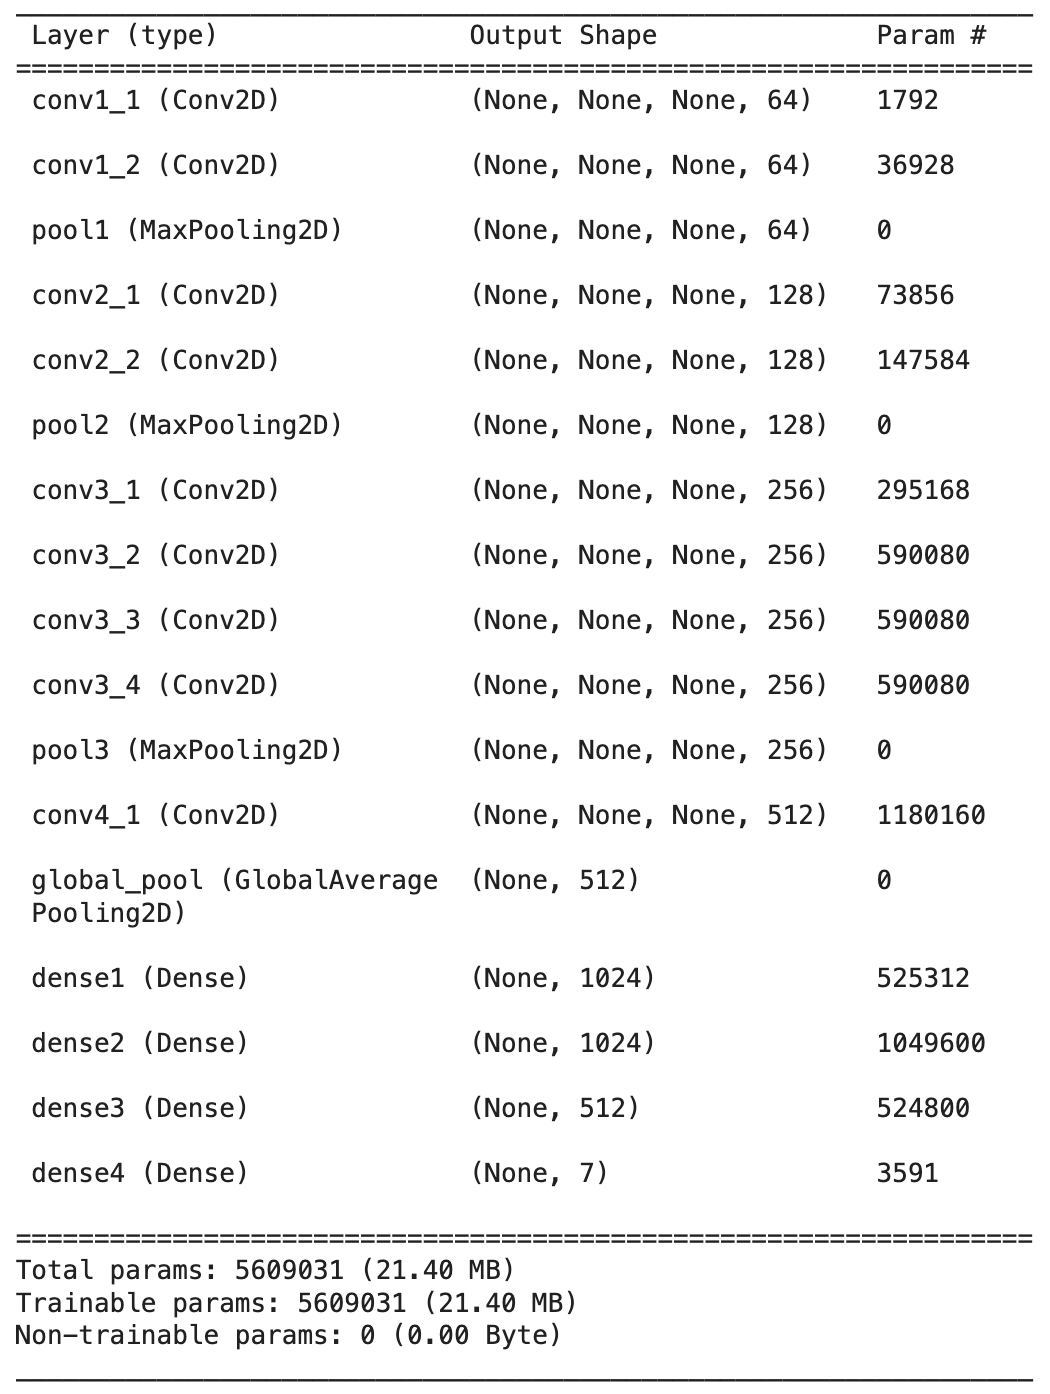 Layer (type) Output Shape Param #
=================================================================
conv1_1 (Conv2D) (None, None, None, 64) 1792
conv1_2 (Conv2D) (None, None, None, 64) 36928
pool1 (MaxPooling2D) (None, None, None, 64) 0
conv2_1 (Conv2D) (None, None, None, 128) 73856
conv2_2 (Conv2D) (None, None, None, 128) 147584
pool2 (MaxPooling2D) (None, None, None, 128) 0
conv3_1 (Conv2D) (None, None, None, 256) 295168
conv3_2 (Conv2D) (None, None, None, 256) 590080
conv3_3 (Conv2D) (None, None, None, 256) 590080
conv3_4 (Conv2D) (None, None, None, 256) 590080
pool3 (MaxPooling2D) (None, None, None, 256) 0
conv4_1 (Conv2D) (None, None, None, 512) 1180160
global_pool (GlobalAverage (None, 512) 0
Pooling2D)
dense1 (Dense) (None, 1024) 525312
dense2 (Dense) (None, 1024) 1049600
dense3 (Dense) (None, 512) 524800
dense4 (Dense) (None, 7) 3591
=================================================================
Total params: 5609031 (21.40 MB)
Trainable params: 5609031 (21.40 MB)
Non-trainable params: 0 (0.00 Byte)